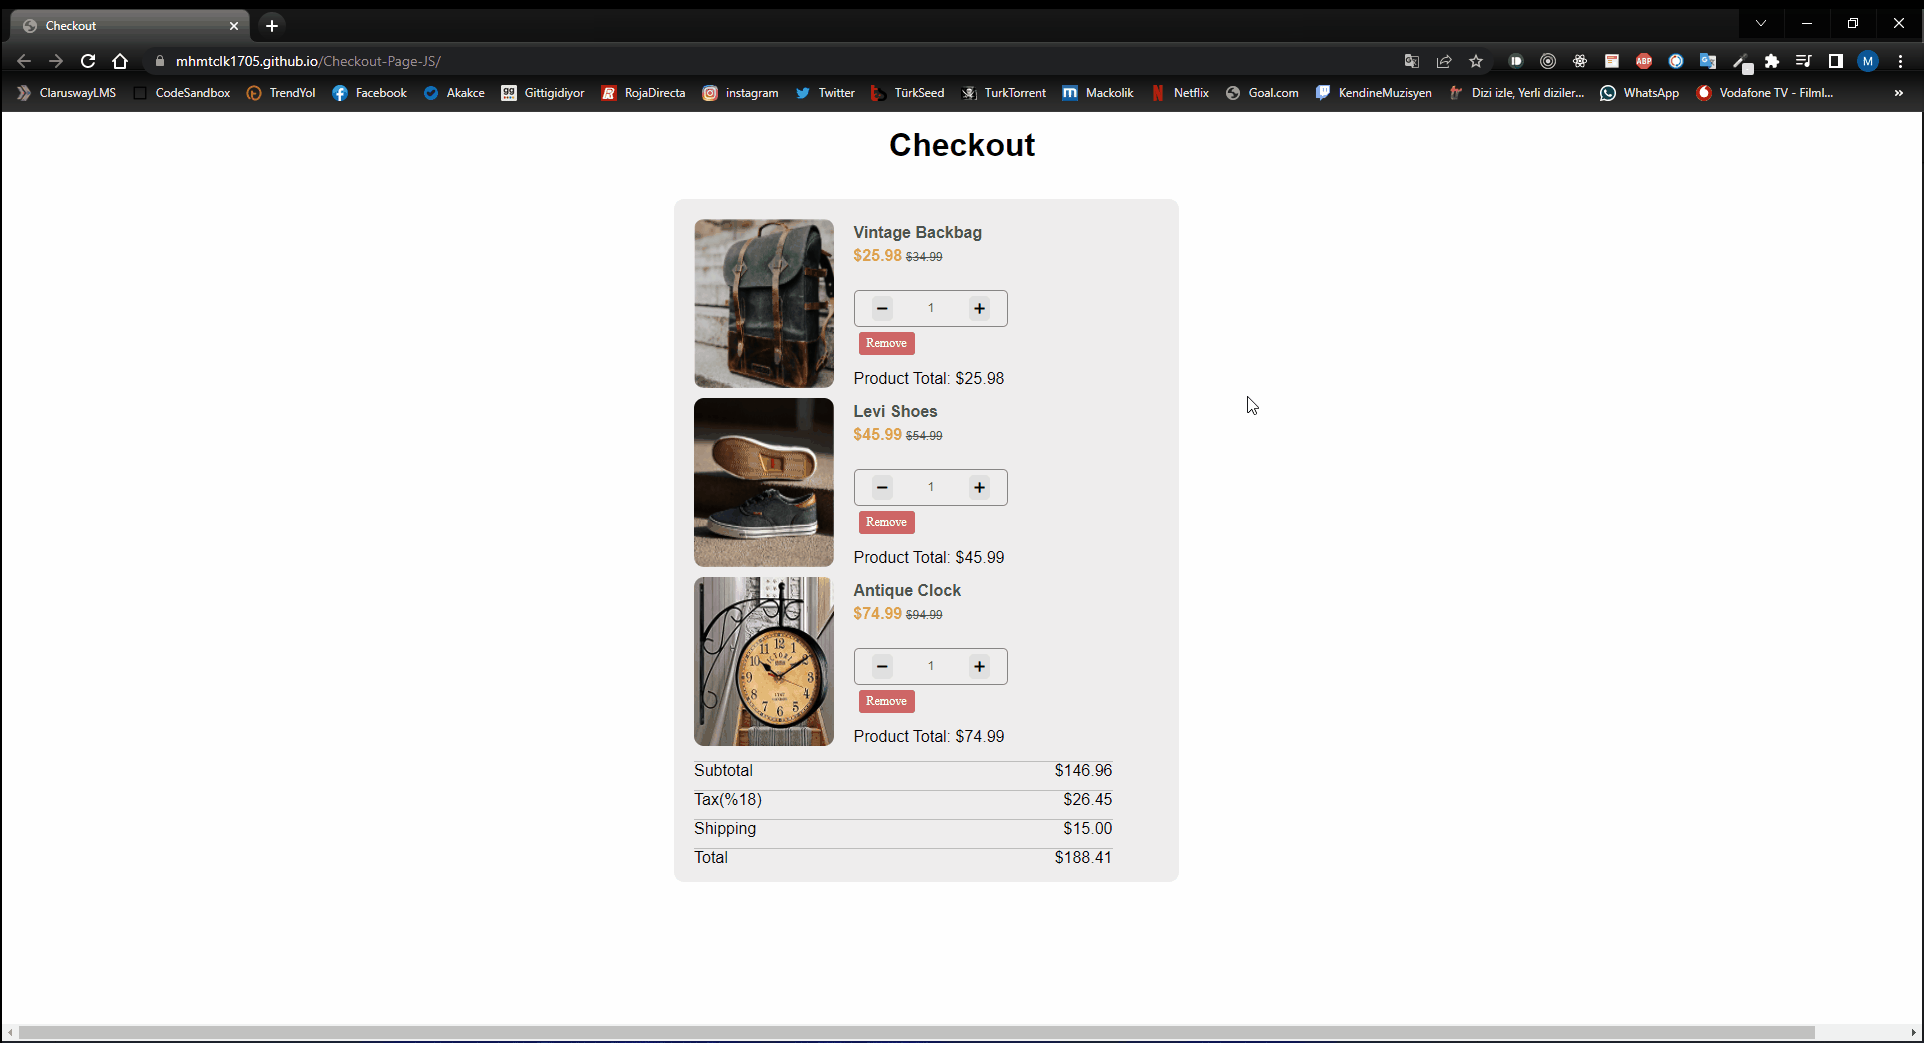 Checkout
mhmtclk1705.github.io/Checkout-Page-JS/
ClaruswayLMS CodeSandbox TrendYol Facebook Akakce Gittigidiyor RojaDirecta instagram Twitter TürkSeed TurkTorrent Mackolik Netflix Goal.com KendineMuzisyen Dizi izle, Yerli diziler... WhatsApp Vodafone TV - Filml... »
Checkout
Vintage Backbag
$25.98 $34.99
− 1 +
Remove
Product Total: $25.98
Levi Shoes
$45.99 $54.99
− 1 +
Remove
Product Total: $45.99
Antique Clock
$74.99 $94.99
− 1 +
Remove
Product Total: $74.99
Subtotal $146.96
Tax(%18) $26.45
Shipping $15.00
Total $188.41